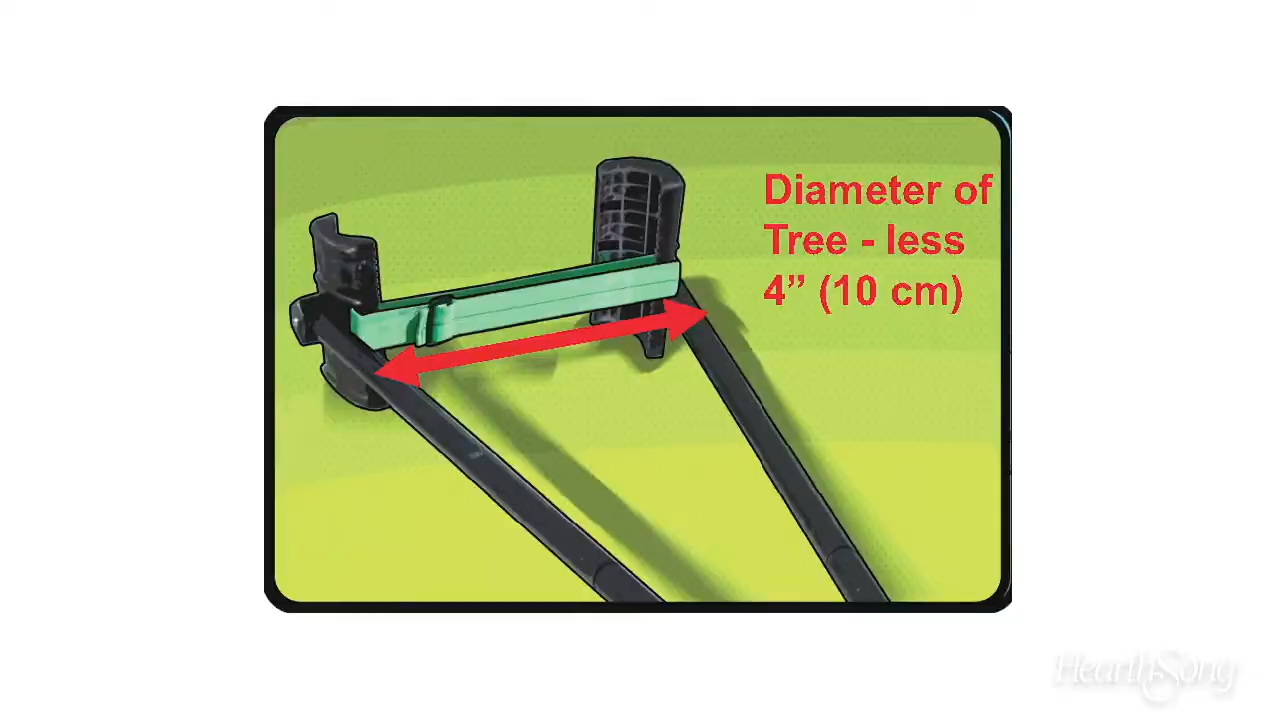 Diameter of
Tree - less
4” (10 cm)
HearthSong